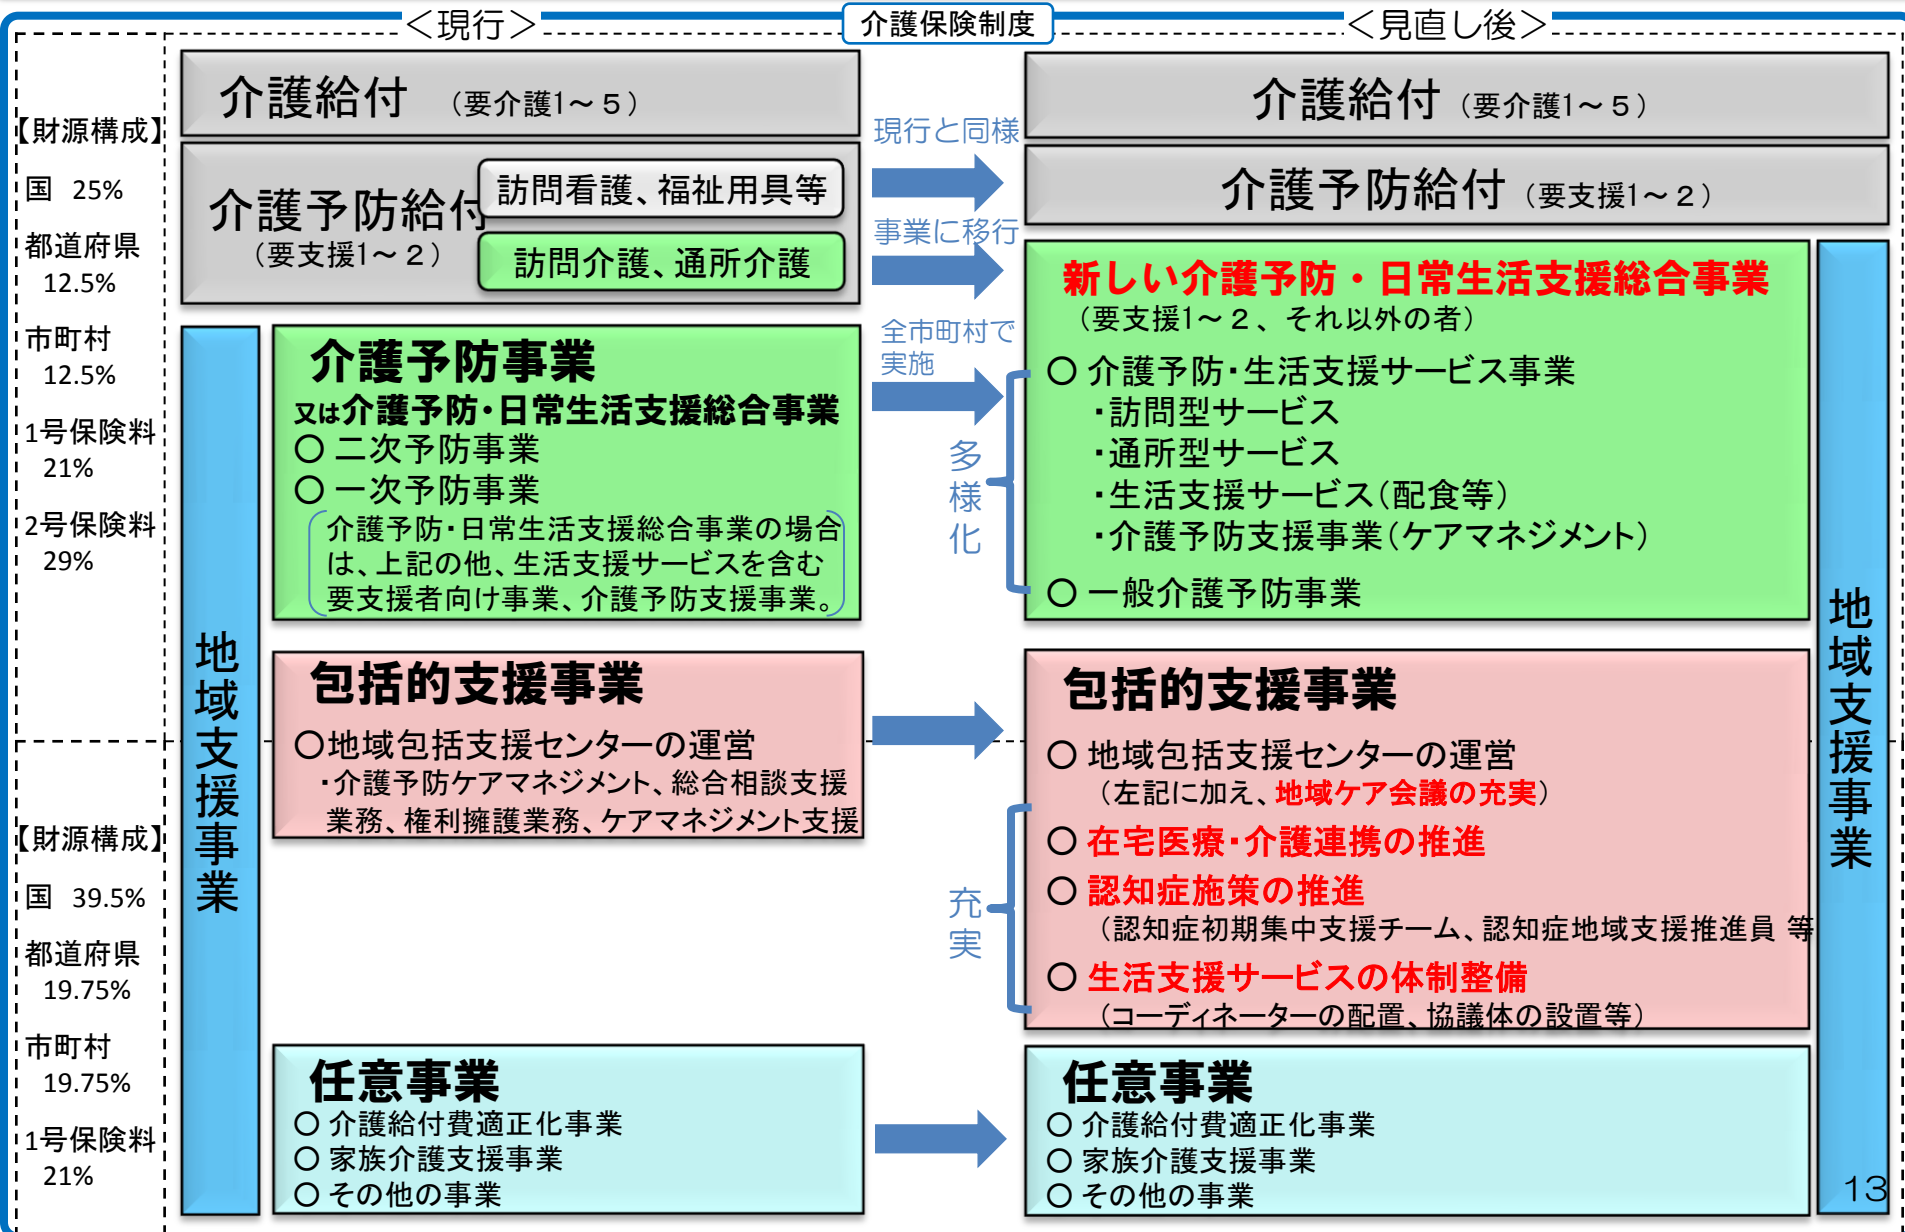 介護保険制度
＜現行＞
＜見直し後＞
【財源構成】
国 25%
都道府県
12.5%
市町村
12.5%
1号保険料
21%
2号保険料
29%
【財源構成】
国 39.5%
都道府県
19.75%
市町村
19.75%
1号保険料
21%
介護給付 （要介護1～５）
介護予防給付
（要支援1～２）
訪問看護、福祉用具等
訪問介護、通所介護
地域支援事業
介護予防事業
又は介護予防・日常生活支援総合事業
○ 二次予防事業
○ 一次予防事業
介護予防・日常生活支援総合事業の場合
は、上記の他、生活支援サービスを含む
要支援者向け事業、介護予防支援事業。
包括的支援事業
○地域包括支援センターの運営
・介護予防ケアマネジメント、総合相談支援
業務、権利擁護業務、ケアマネジメント支援
任意事業
○ 介護給付費適正化事業
○ 家族介護支援事業
○ その他の事業
現行と同様
事業に移行
全市町村で
実施
多様化
充実
介護給付 （要介護1～５）
介護予防給付 （要支援1～２）
新しい介護予防・日常生活支援総合事業
（要支援1～２、それ以外の者）
○ 介護予防・生活支援サービス事業
・訪問型サービス
・通所型サービス
・生活支援サービス（配食等）
・介護予防支援事業（ケアマネジメント）
○ 一般介護予防事業
包括的支援事業
○ 地域包括支援センターの運営
（左記に加え、地域ケア会議の充実）
○ 在宅医療・介護連携の推進
○ 認知症施策の推進
（認知症初期集中支援チーム、認知症地域支援推進員 等
○ 生活支援サービスの体制整備
（コーディネーターの配置、協議体の設置等）
任意事業
○ 介護給付費適正化事業
○ 家族介護支援事業
○ その他の事業
地域支援事業
13